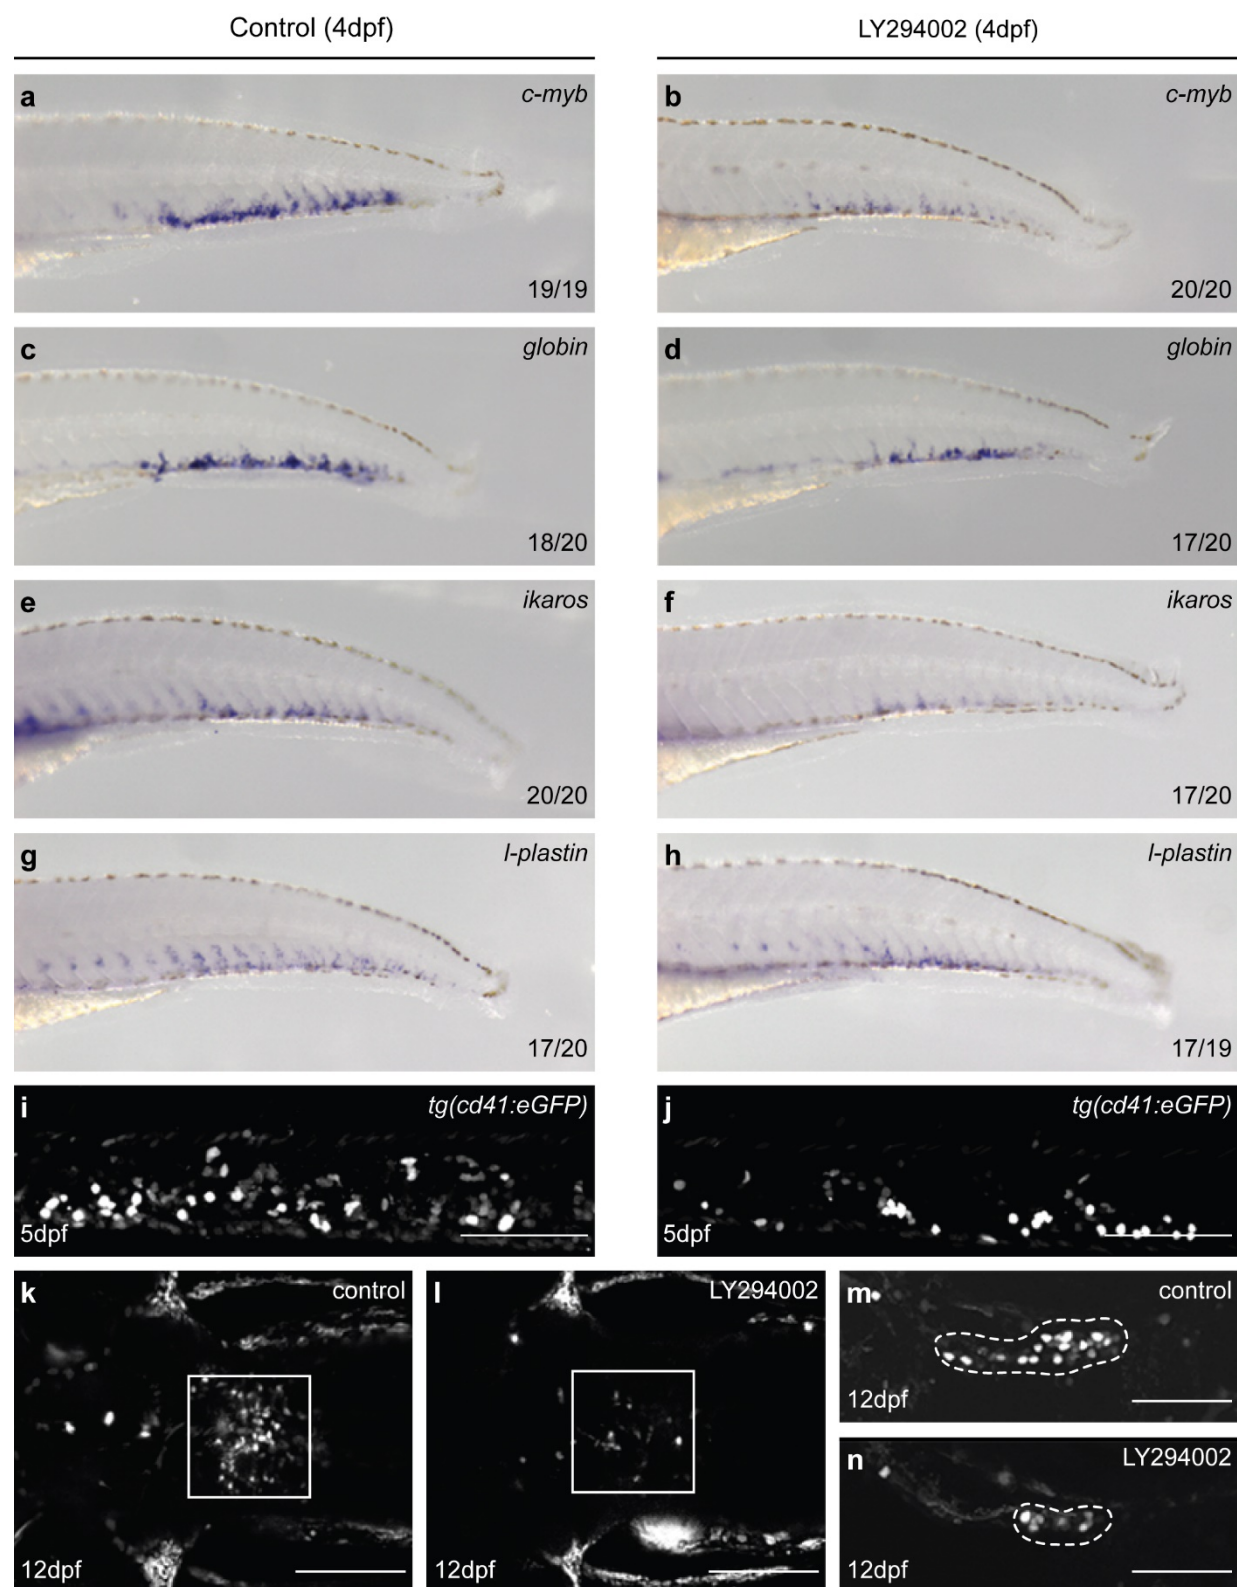 Control (4dpf)
LY294002 (4dpf)
a
c-myb
19/19
b
c-myb
20/20
c
globin
18/20
d
globin
17/20
e
ikaros
20/20
f
ikaros
17/20
g
l-plastin
17/20
h
l-plastin
17/19
i
tg(cd41:eGFP)
5dpf
j
tg(cd41:eGFP)
5dpf
k
control
12dpf
l
LY294002
12dpf
m
control
12dpf
n
LY294002
12dpf